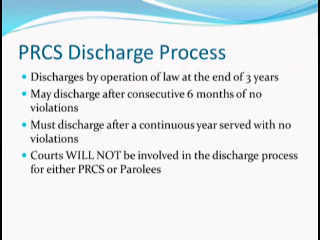 PRCS Discharge Process
Discharges by operation of law at the end of 3 years
May discharge after consecutive 6 months of no
violations
Must discharge after a continuous year served with no
violations
Courts WILL NOT be involved in the discharge process
for either PRCS or Parolees